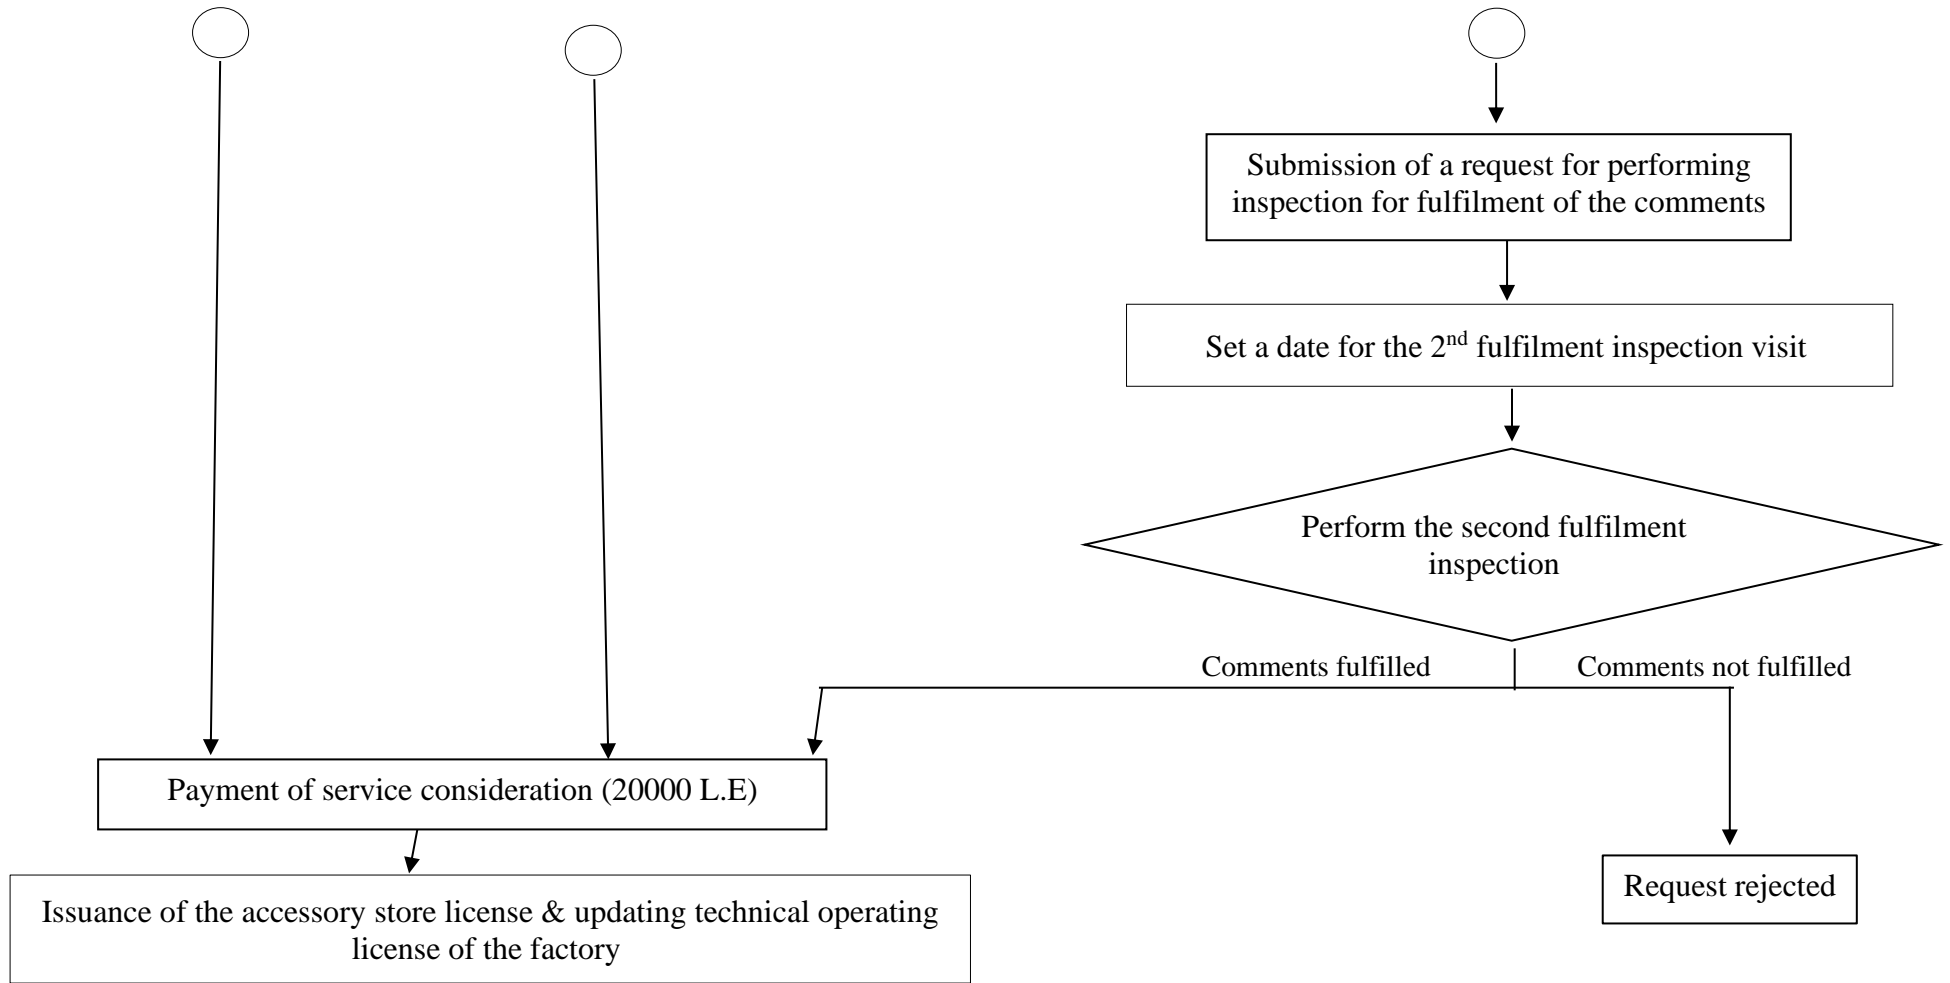 Submission of a request for performing
inspection for fulfilment of the comments
Set a date for the 2nd fulfilment inspection visit
Perform the second fulfilment
inspection
Comments fulfilled
Comments not fulfilled
Payment of service consideration (20000 L.E)
Request rejected
Issuance of the accessory store license & updating technical operating
license of the factory